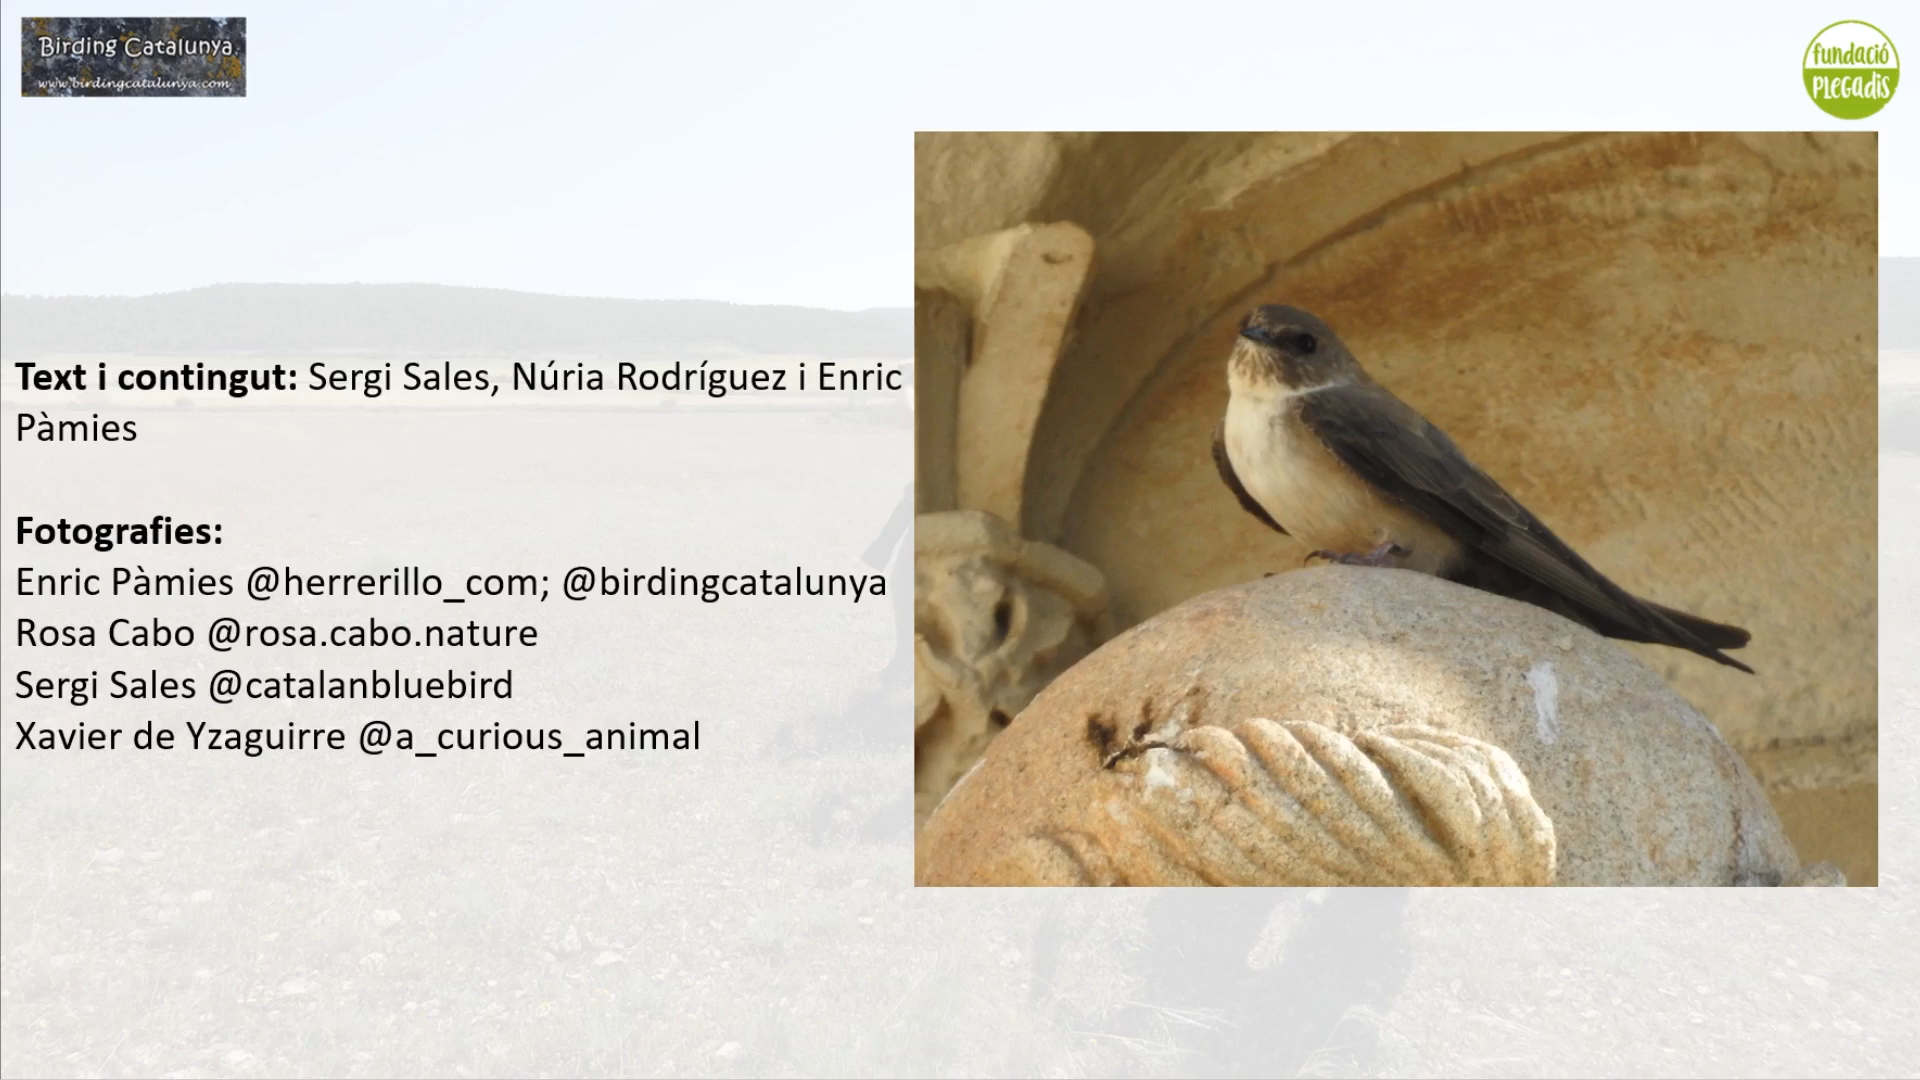 Birding Catalunya
www.birdingcatalunya.com
fundació
PLEGADIS
Text i contingut: Sergi Sales, Núria Rodríguez i Enric
Pàmies
Fotografies:
Enric Pàmies @herrerillo_com; @birdingcatalunya
Rosa Cabo @rosa.cabo.nature
Sergi Sales @catalanbluebird
Xavier de Yzaguirre @a_curious_animal